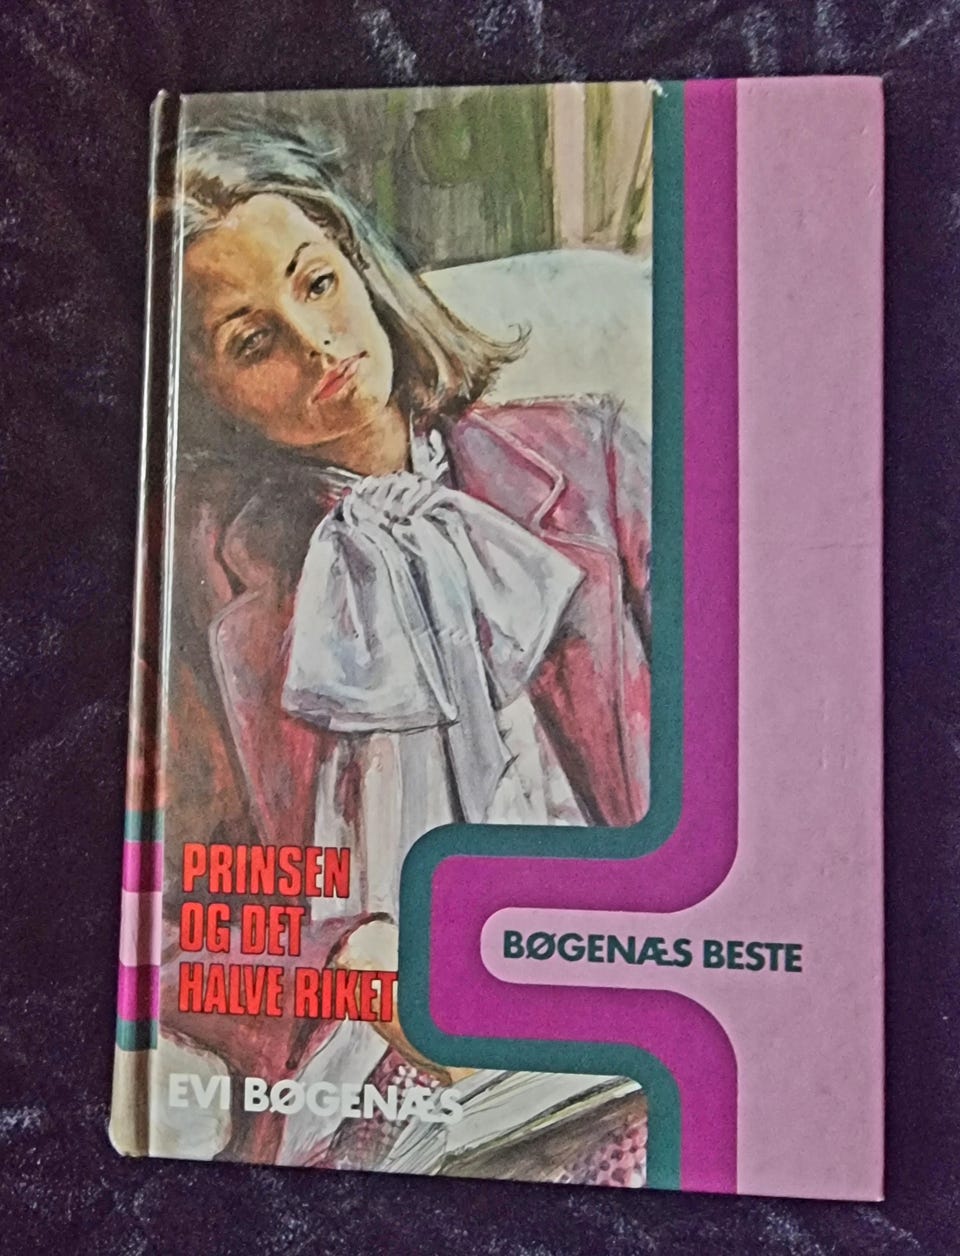 PRINSEN
OG DET
HALVE RIKET
BØGENÆS BESTE
EVI BØGENÆS